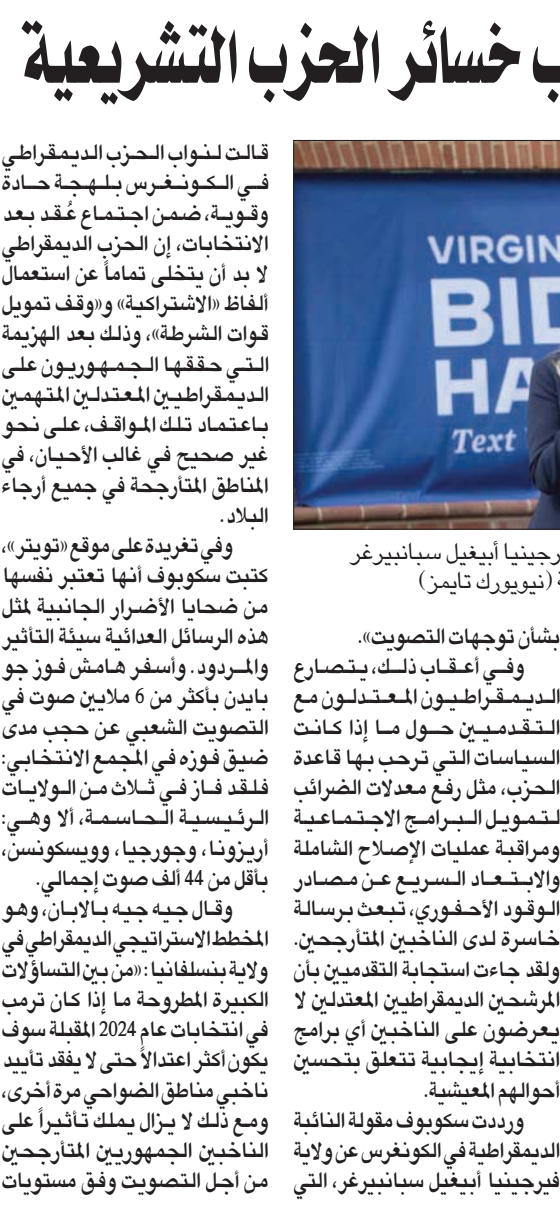 ب خسائر الحزب التشريعية
VIRGIN
BID
HA
Text
رجينيا أبيغيل سبانبيرغر
(نيويورك تايمز)
بشأن توجهات التصويت».
وفي أعقاب ذلك، يتصارع
الديمقراطيون المعتدلون مع
التقدميين حول ما إذا كانت
السياسات التي ترحب بها قاعدة
الحزب، مثل رفع معدلات الضرائب
لتمويل البرامج الاجتماعية
ومراقبة عمليات الإصلاح الشاملة
والابتعاد السريع عن مصادر
الوقود الأحفوري، تبعث برسالة
خاسرة لدى الناخبين المتأرجحين.
ولقد جاءت استجابة التقدميين بأن
المرشحين الديمقراطيين المعتدلين لا
يعرضون على الناخبين أي برامج
انتخابية إيجابية تتعلق بتحسين
أحوالهم المعيشية.
ورددت سكوبوف مقولة النائبة
الديمقراطية في الكونغرس عن ولاية
فيرجينيا أبيغيل سبانبيرغر، التي
قالت لنواب الحزب الديمقراطي
في الكونغرس بلهجة حادة
وقوية، ضمن اجتماع عُقد بعد
الانتخابات، إن الحزب الديمقراطي
لا بد أن يتخلى تماماً عن استعمال
ألفاظ «الاشتراكية» و«وقف تمويل
قوات الشرطة»، وذلك بعد الهزيمة
التي حققها الجمهوريون على
الديمقراطيين المعتدلين المتهمين
باعتماد تلك المواقف، على نحو
غير صحيح في غالب الأحيان، في
المناطق المتأرجحة في جميع أرجاء
البلاد.
وفي تغريدة على موقع «تويتر»،
كتبت سكوبوف أنها تعتبر نفسها
من ضحايا الأضرار الجانبية لمثل
هذه الرسائل العدائية سيئة التأثير
والمردود. وأسفر هامش فوز جو
بايدن بأكثر من 6 ملايين صوت في
التصويت الشعبي عن حجب مدى
ضيق فوزه في المجمع الانتخابي:
فلقد فاز في ثلاث من الولايات
الرئيسية الحاسمة، ألا وهي:
أريزونا، وجورجيا، وويسكونسن،
بأقل من 44 ألف صوت إجمالي.
وقال جيه جيه بالابان، وهو
المخطط الاستراتيجي الديمقراطي في
ولاية بنسلفانيا: «من بين التساؤلات
الكبيرة المطروحة ما إذا كان ترمب
في انتخابات عام 2024 المقبلة سوف
يكون أكثر اعتدالاً حتى لا يفقد تأييد
ناخبي مناطق الضواحي مرة أخرى،
ومع ذلك لا يزال يملك تأثيراً على
الناخبين الجمهوريين المتأرجحين
من أجل التصويت وفق مستويات